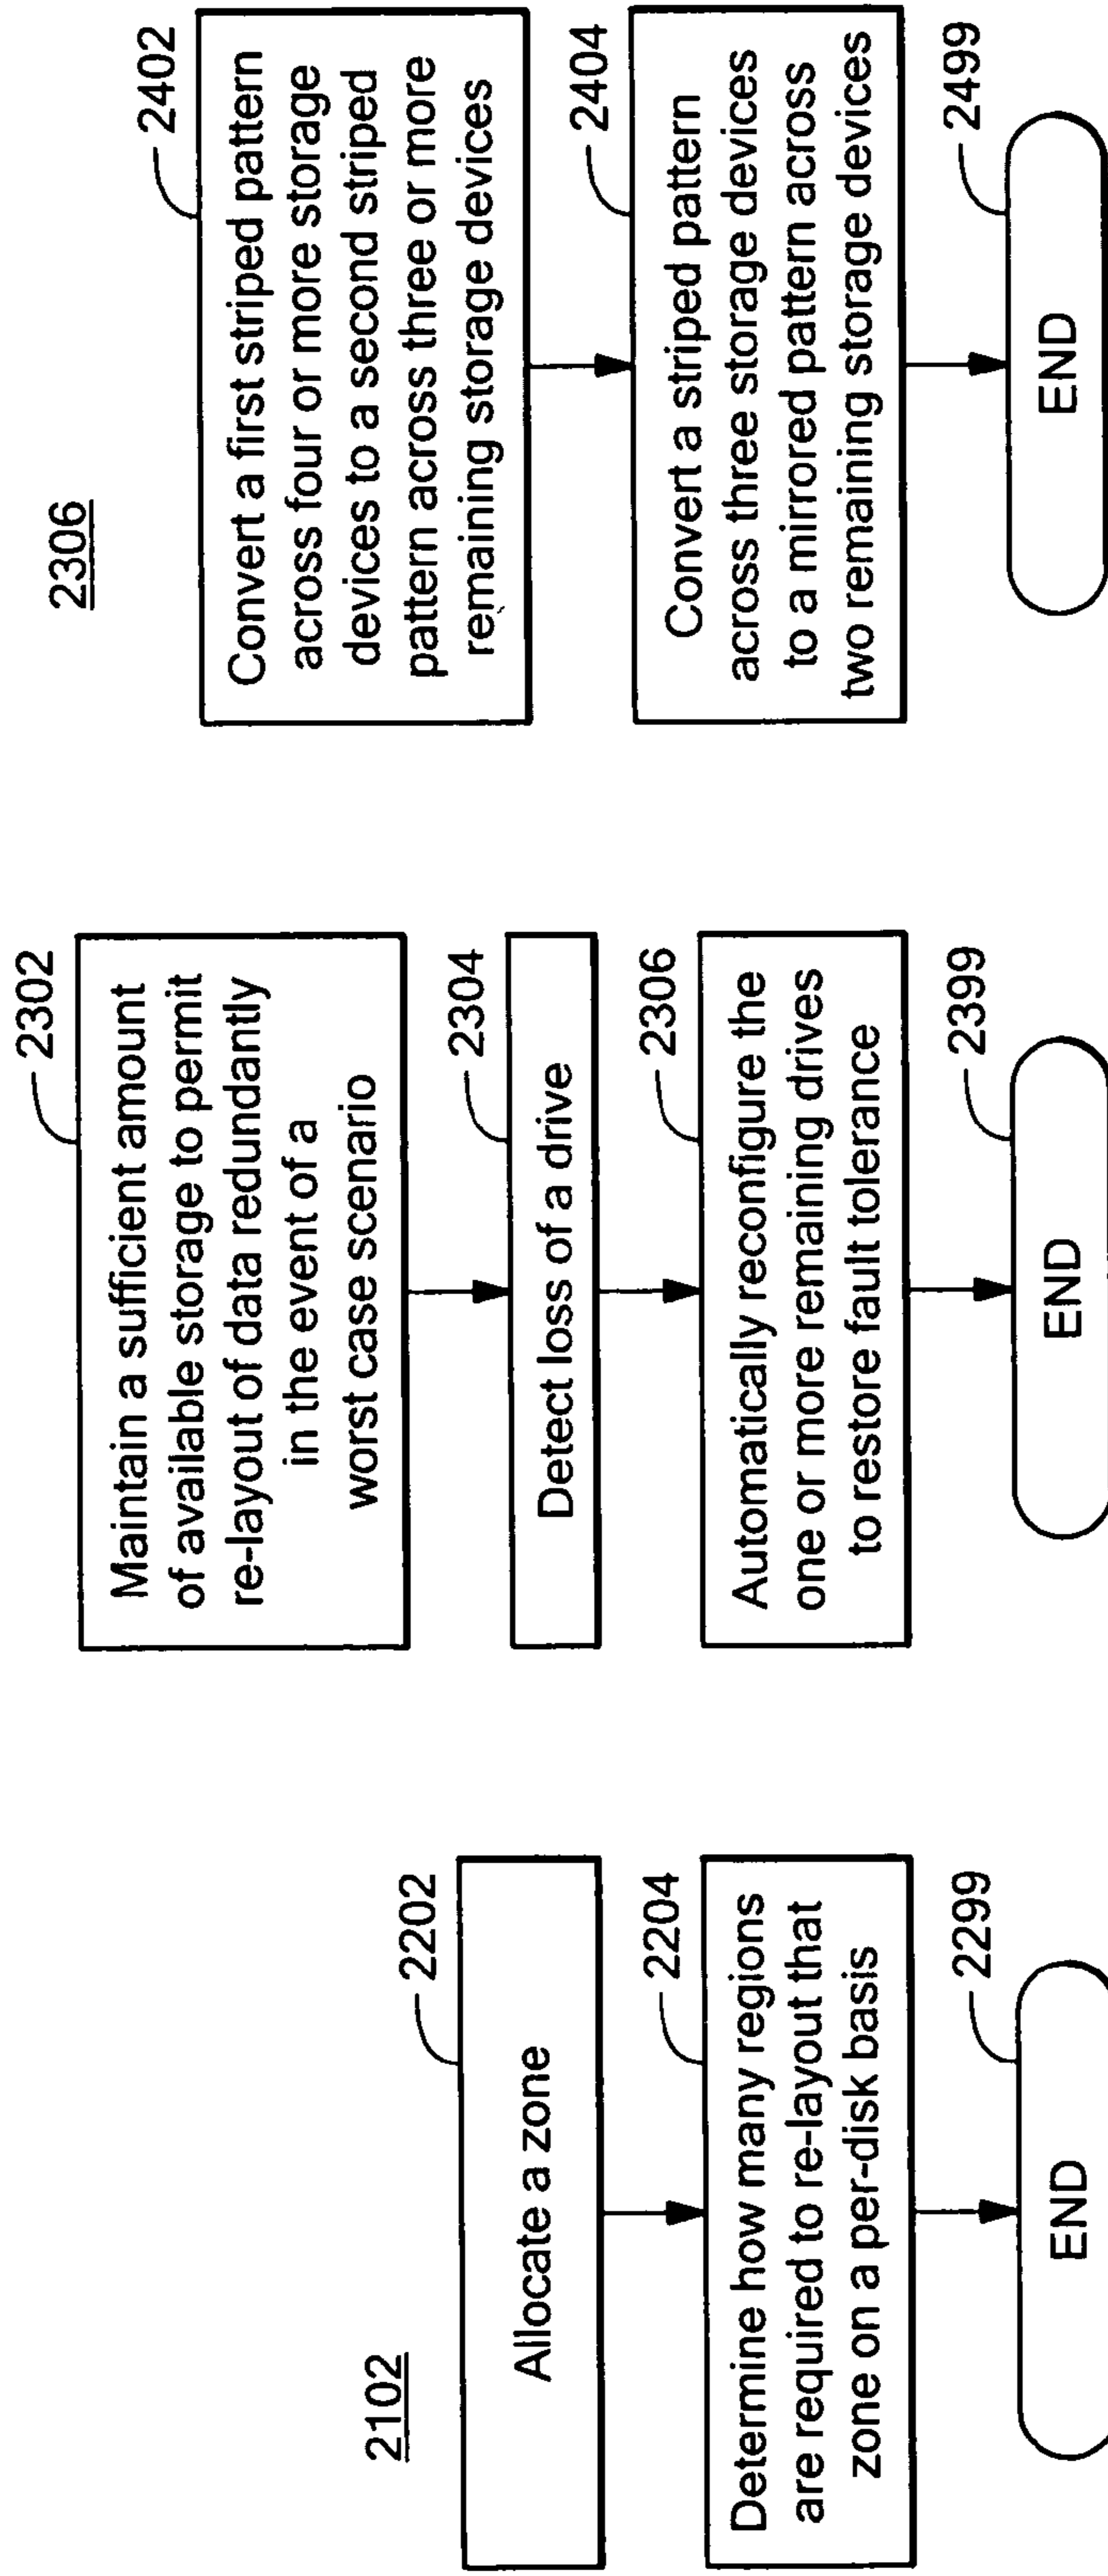 2102
2202
Allocate a zone
2204
Determine how many regions
are required to re-layout that
zone on a per-disk basis
2299
END
2302
Maintain a sufficient amount
of available storage to permit
re-layout of data redundantly
in the event of a
worst case scenario
2304
Detect loss of a drive
2306
Automatically reconfigure the
one or more remaining drives
to restore fault tolerance
2399
END
2306
2402
Convert a first striped pattern
across four or more storage
devices to a second striped
pattern across three or more
remaining storage devices
2404
Convert a striped pattern
across three storage devices
to a mirrored pattern across
two remaining storage devices
2499
END